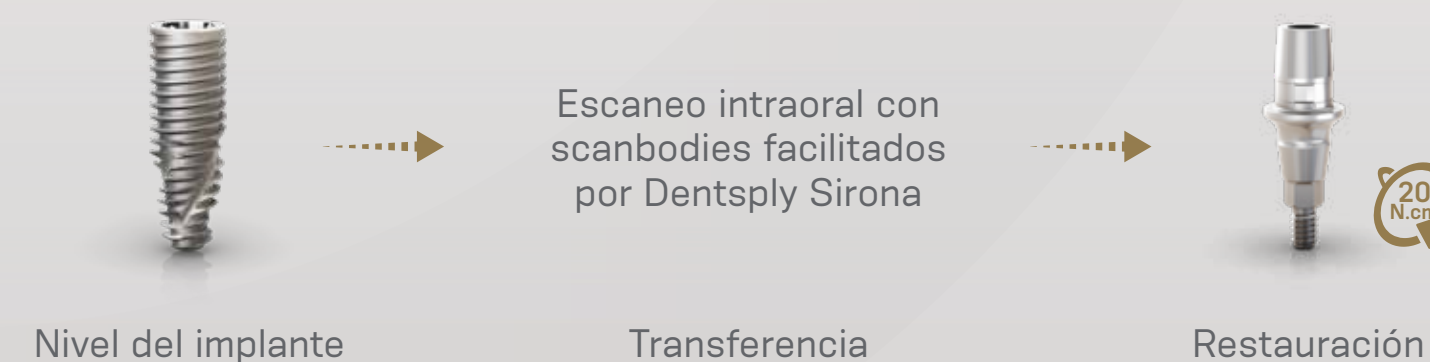 Escaneo intraoral con
scanbodies facilitados
por Dentsply Sirona
20
N.cm
Nivel del implante
Transferencia
Restauración